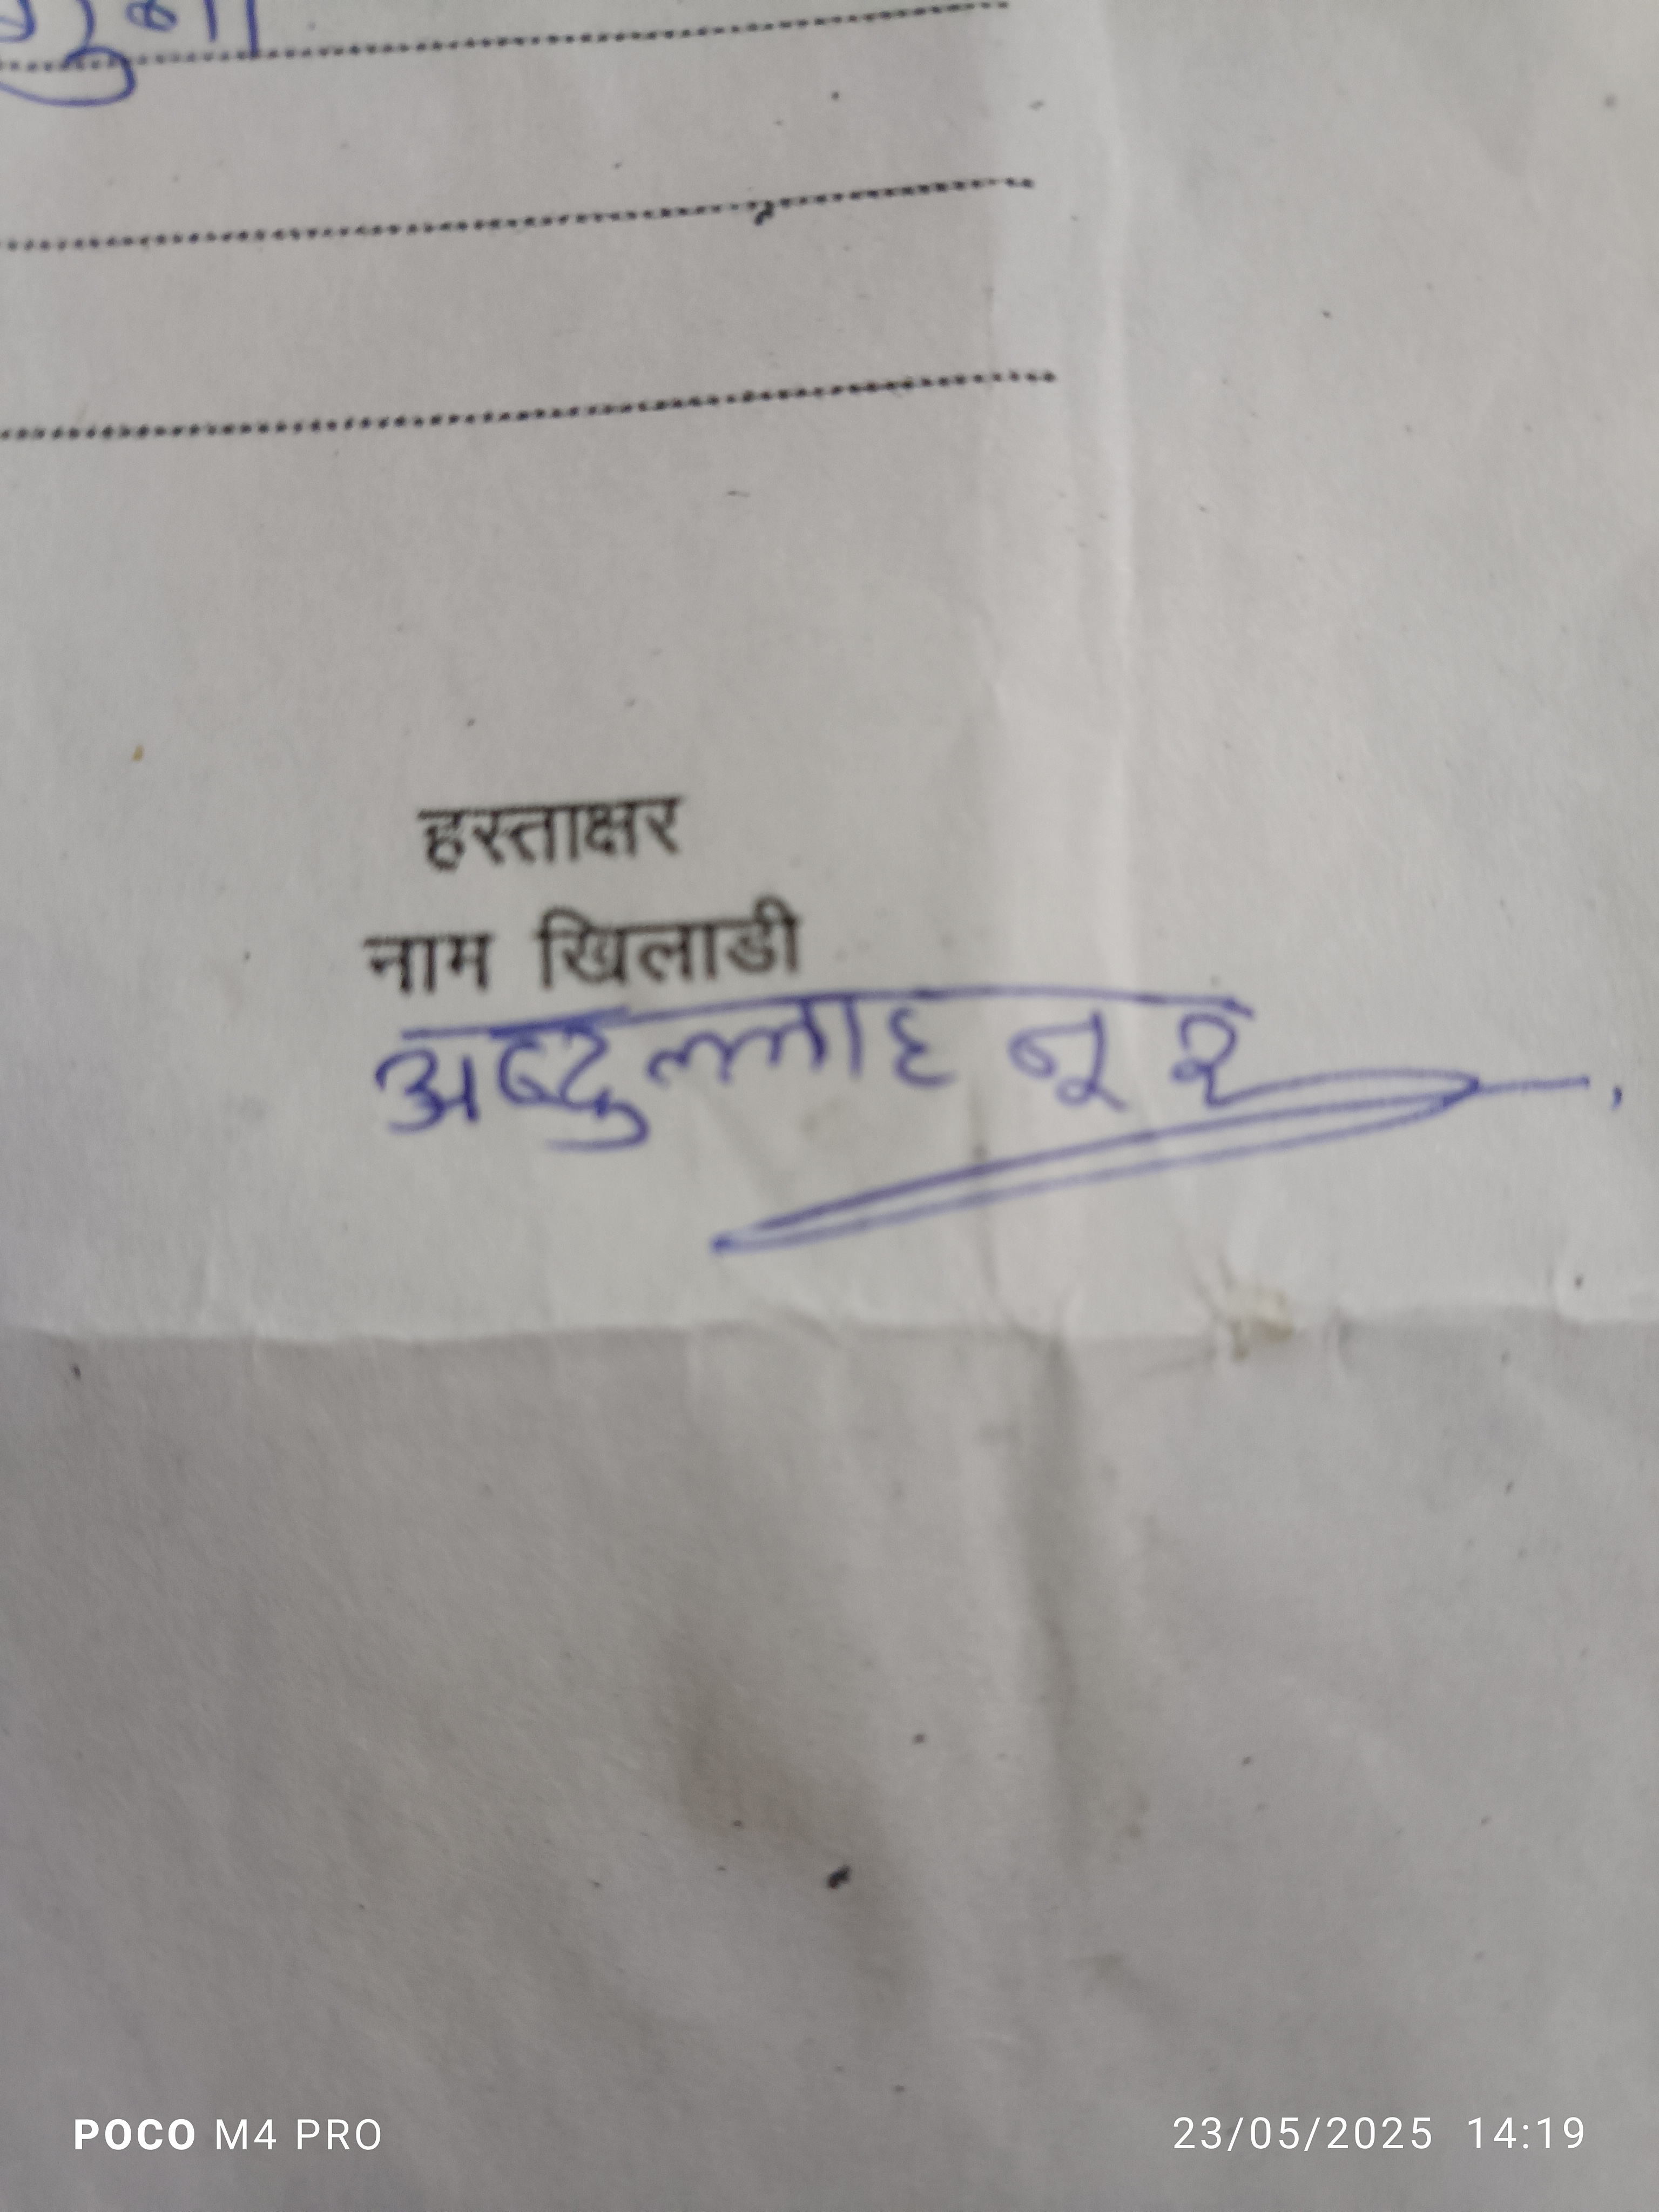 हस्ताक्षर
नाम खिलाडी
अब्दुल्लाह नूर
POCO M4 PRO
23/05/2025 14:19